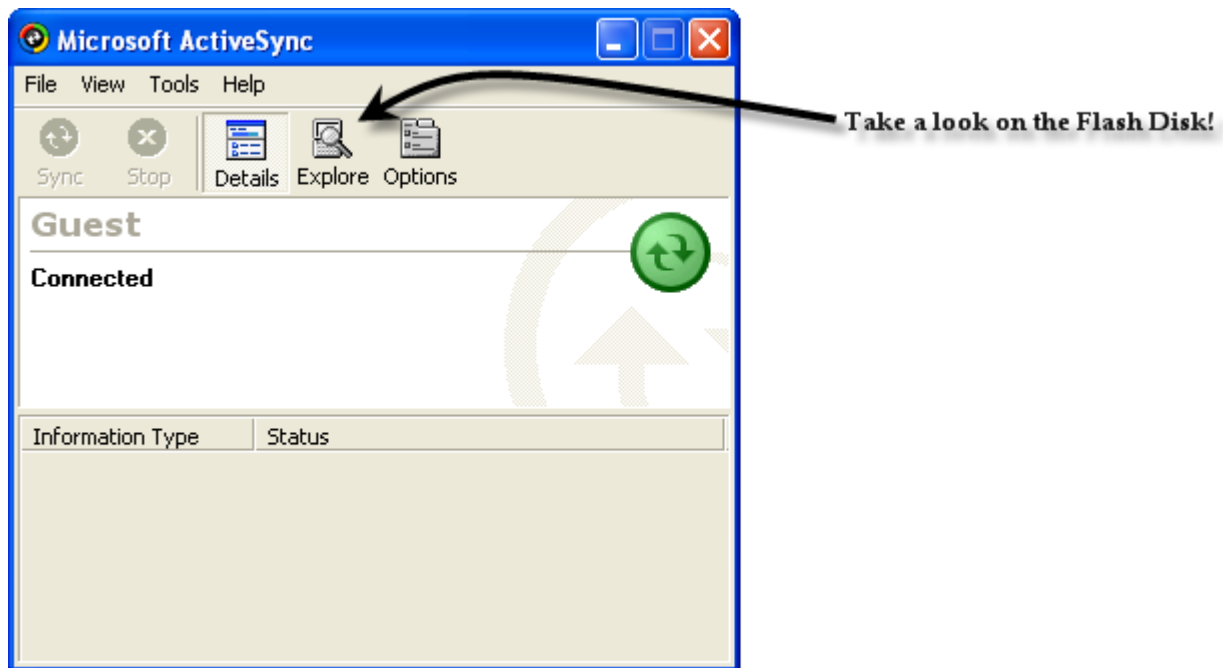 Microsoft ActiveSync
File View Tools Help
Take a look on the Flash Disk!
Sync Stop Details Explore Options
Guest
Connected
Information Type Status